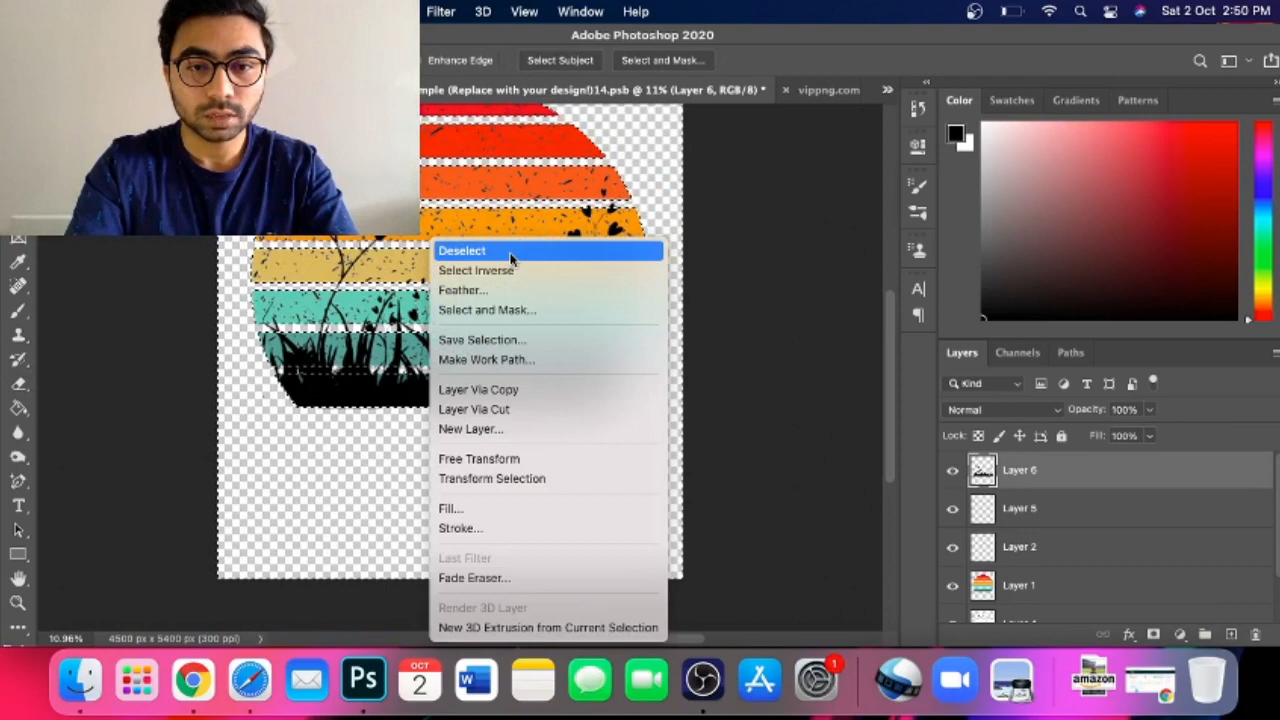 Filter 3D View Window Help Sat 2 Oct 2:50 PM
Adobe Photoshop 2020
Enhance Edge Select Subject Select and Mask...
mple (Replace with your design!)14.psb @ 11% (Layer 6, RGB/8) * × vippng.com »
Color Swatches Gradients Patterns
Deselect
Select Inverse
Feather...
Select and Mask...
Save Selection...
Make Work Path...
Layer Via Copy
Layer Via Cut
New Layer...
Free Transform
Transform Selection
Fill...
Stroke...
Last Filter
Fade Eraser...
Render 3D Layer
New 3D Extrusion from Current Selection
Layers Channels Paths
Kind
Normal Opacity: 100%
Lock: Fill: 100%
Layer 6
Layer 5
Layer 2
Layer 1
10.96% 4500 px x 5400 px (300 ppi)
Ps OCT 2 W 1 amazon